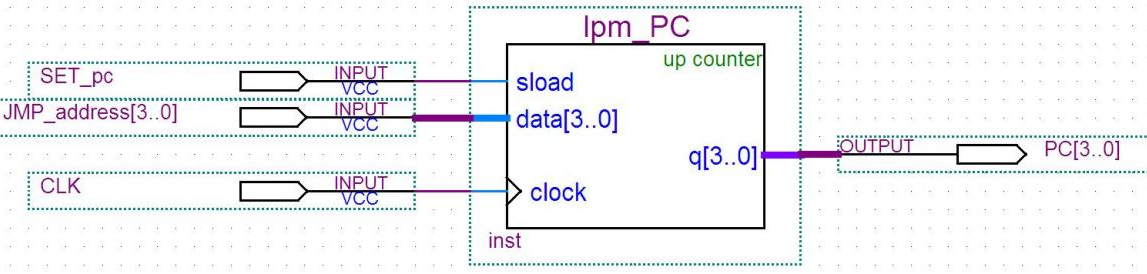 lpm_PC
up counter
SET_pc
INPUT
VCC
sload
JMP_address[3..0]
INPUT
VCC
data[3..0]
q[3..0]
OUTPUT
PC[3..0]
CLK
INPUT
VCC
clock
inst